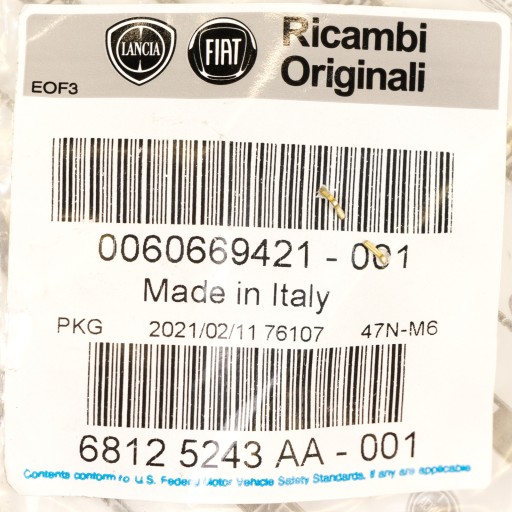 LANCIA FIAT Ricambi
Originali
EOF3
0060669421 - 001
Made in Italy
PKG 2021/02/11 76107 47N-M6
6812 5243 AA - 001
Contents conform to U.S. Federal Motor Vehicle Safety Standards, if any are applicable